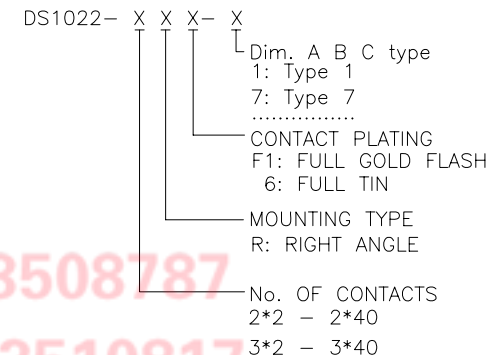 DS1022- X X X- X
Dim. A B C type
1: Type 1
7: Type 7
................
CONTACT PLATING
F1: FULL GOLD FLASH
6: FULL TIN
MOUNTING TYPE
R: RIGHT ANGLE
3508787
No. OF CONTACTS
2*2 - 2*40
3*2 - 3*40